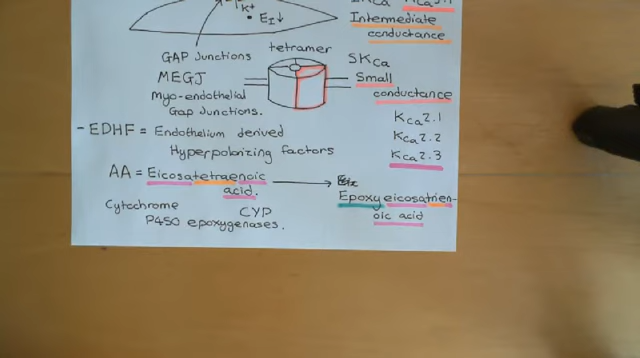 K+
E_I↓
Intermediate
conductance
GAP Junctions
tetramer
SKCa
MEGJ
Small
Myo-endothelial
conductance
Gap Junctions.
KCa2.1
- EDHF = Endothelium derived
KCa2.2
Hyperpolarizing factors
KCa2.3
AA = Eicosatetraenoic
acid.
Epoxyeicosatrien-
oic acid
Cytochrome
CYP
P450 epoxygenases.